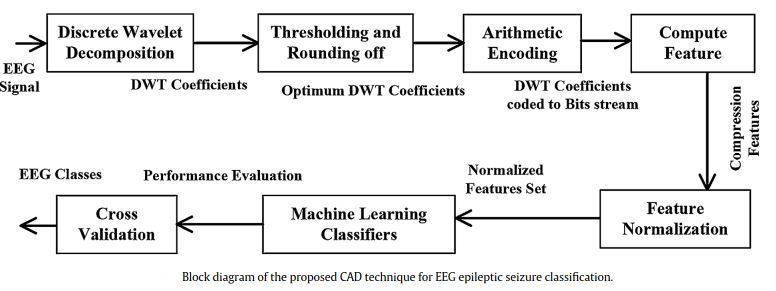 Discrete Wavelet
Decomposition
Thresholding and
Rounding off
Arithmetic
Encoding
Compute
Feature
EEG
Signal
DWT Coefficients
Optimum DWT Coefficients
DWT Coefficients
coded to Bits stream
Compression
Features
EEG Classes
Performance Evaluation
Normalized
Features Set
Cross
Validation
Machine Learning
Classifiers
Feature
Normalization
Block diagram of the proposed CAD technique for EEG epileptic seizure classification.